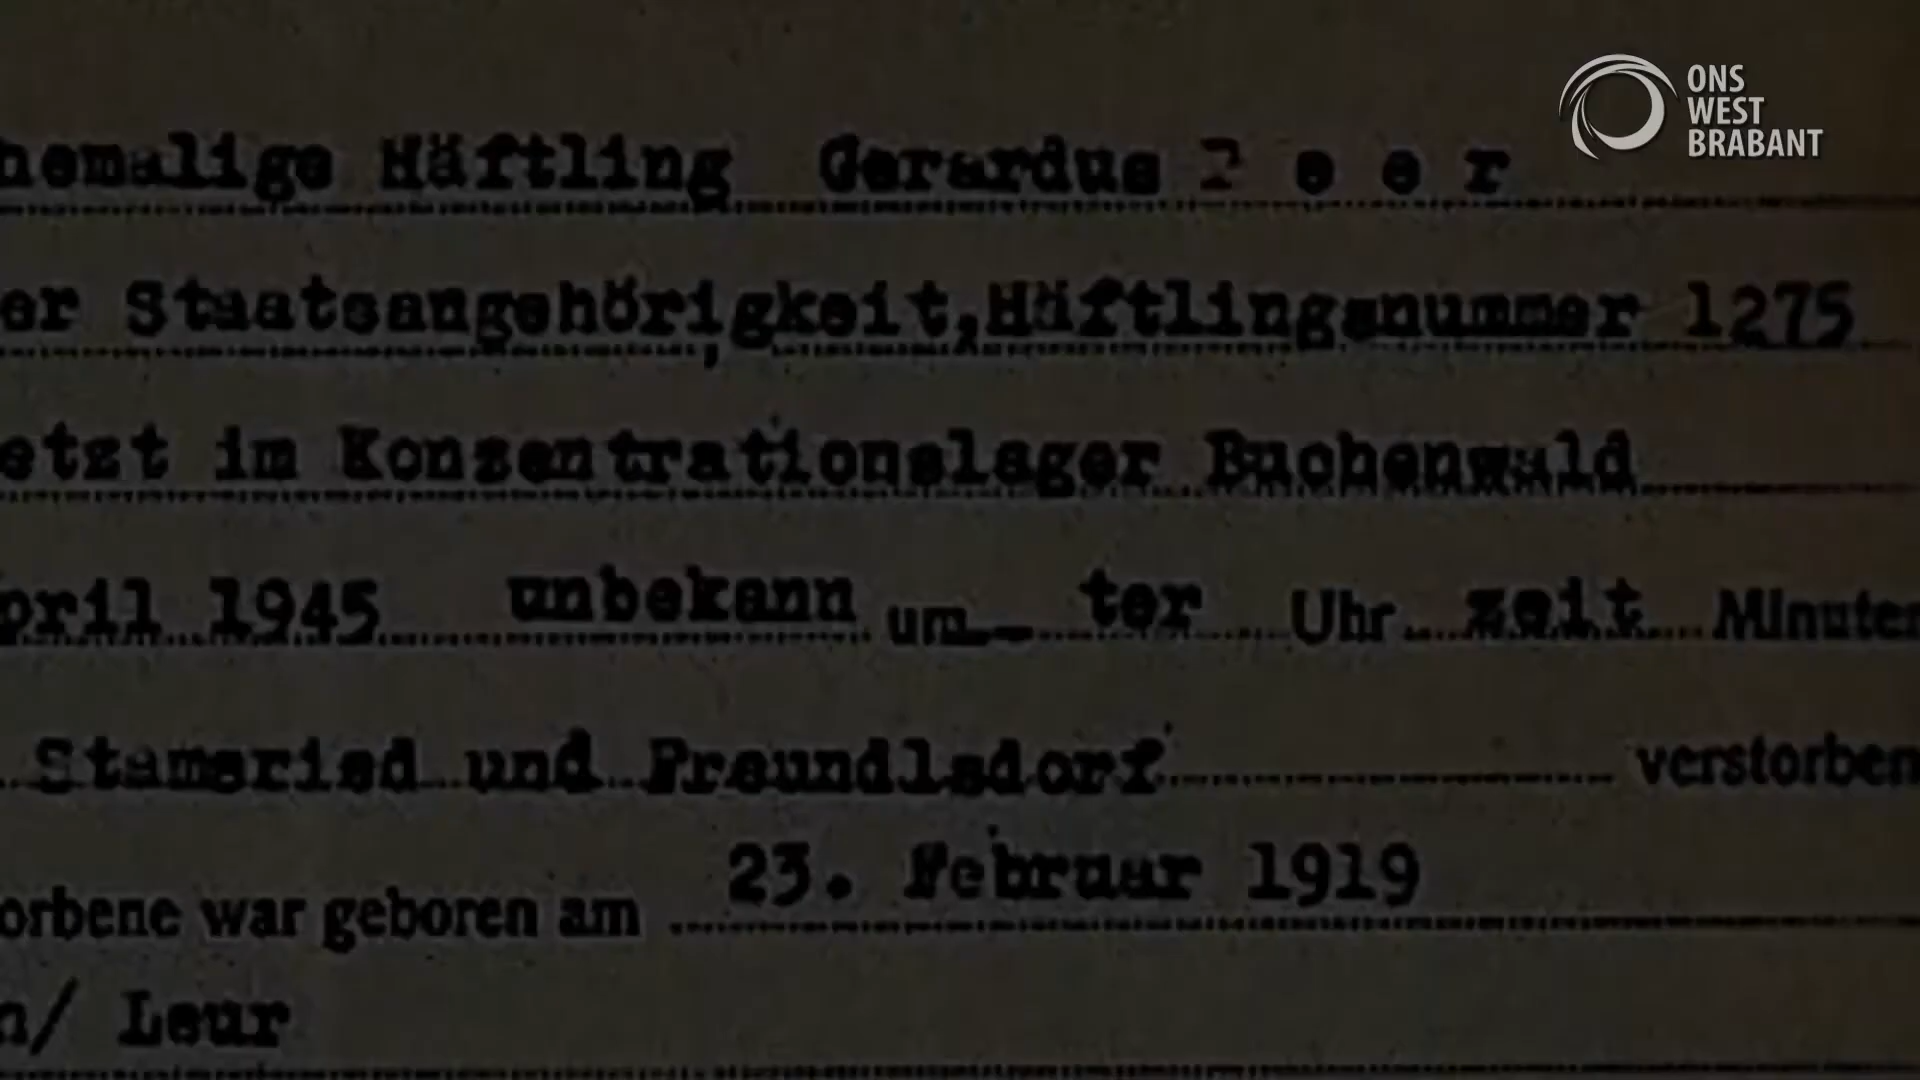 ONS
WEST
BRABANT
hemalige Häftling Gerardus P e e r
er Staatsangehörigkeit, Häftlingsnummer 1275
etzt im Konzentrationslager Buchenwald
pril 1945 unbekann um ter Uhr zeit Minuten
Stamsried und Freundlsdorf verstorben
orbene war geboren am 23. Februar 1919
n/ Leur